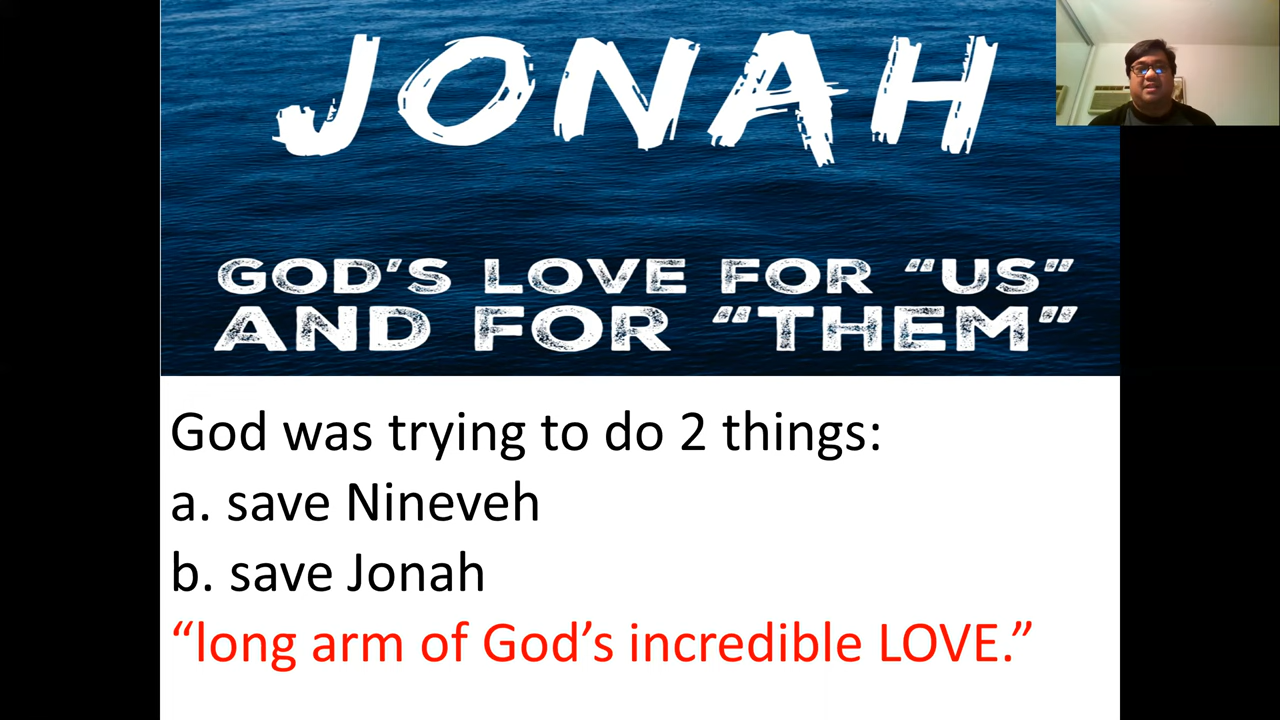 JONAH
GOD'S LOVE FOR “US”
AND FOR “THEM”
God was trying to do 2 things:
a. save Nineveh
b. save Jonah
“long arm of God’s incredible LOVE.”